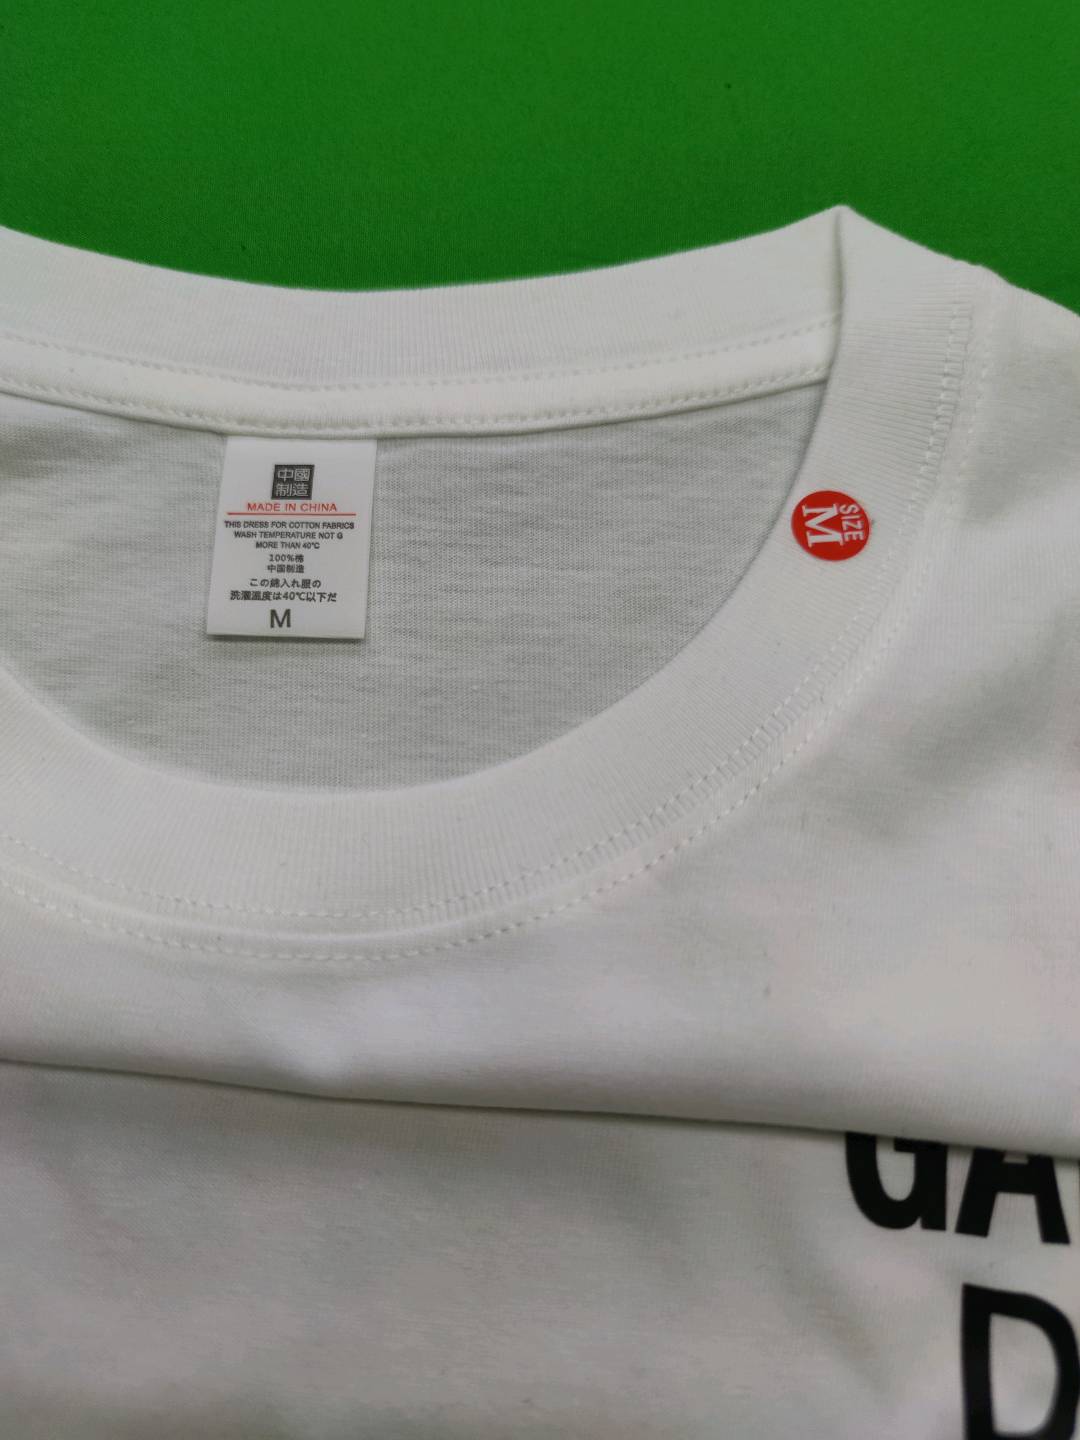 中國
制造
MADE IN CHINA
THIS DRESS FOR COTTON FABRICS
WASH TEMPERATURE NOT G
MORE THAN 40°C
100%棉
中国制造
この綿入れ服の
洗濯温度は40℃以下だ
M
SIZE
M
GA
D